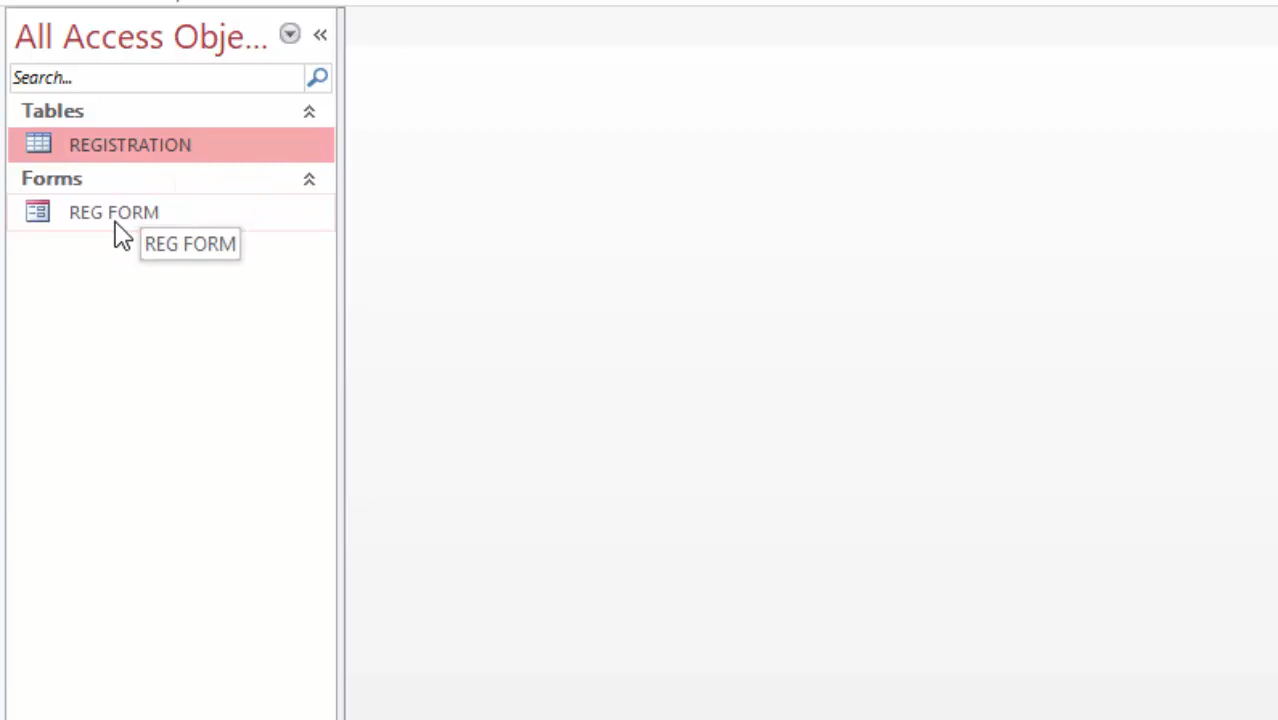 All Access Obje...
Search...
Tables
REGISTRATION
Forms
REG FORM
REG FORM